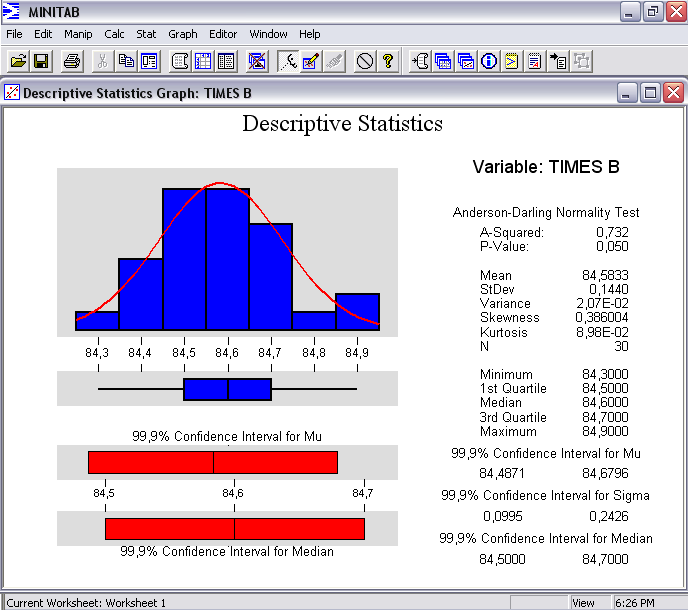 MINITAB
File Edit Manip Calc Stat Graph Editor Window Help
Descriptive Statistics Graph: TIMES B
Descriptive Statistics
Variable: TIMES B
Anderson-Darling Normality Test
A-Squared: 0,732
P-Value: 0,050
Mean 84,5833
StDev 0,1440
Variance 2,07E-02
Skewness 0,386004
Kurtosis 8,98E-02
N 30
Minimum 84,3000
1st Quartile 84,5000
Median 84,6000
3rd Quartile 84,7000
Maximum 84,9000
99,9% Confidence Interval for Mu
84,4871 84,6796
99,9% Confidence Interval for Sigma
0,0995 0,2426
99,9% Confidence Interval for Median
84,5000 84,7000
84,3 84,4 84,5 84,6 84,7 84,8 84,9
99,9% Confidence Interval for Mu
84,5 84,6 84,7
99,9% Confidence Interval for Median
Current Worksheet: Worksheet 1
View
6:26 PM